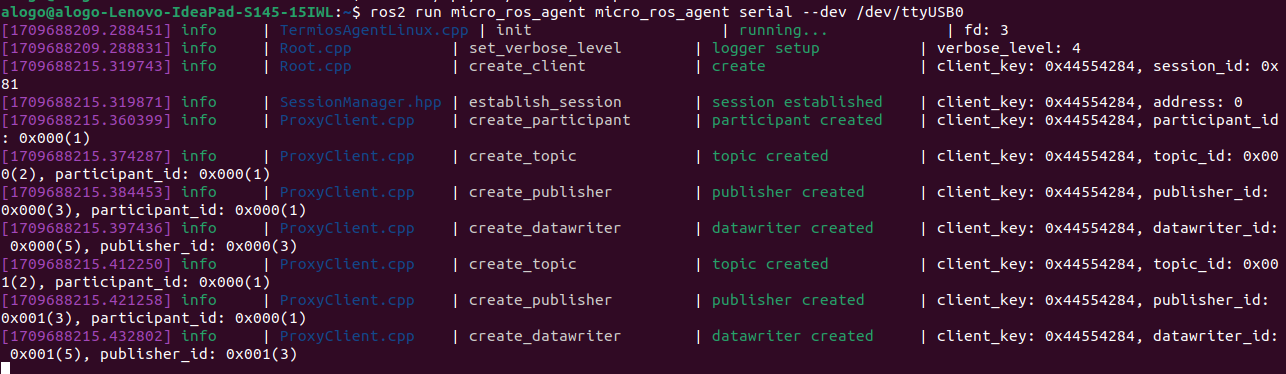 alogo@alogo-Lenovo-IdeaPad-S145-15IWL:~$ ros2 run micro_ros_agent micro_ros_agent serial --dev /dev/ttyUSB0
[1709688209.288451] info | TermiosAgentLinux.cpp | init | running... | fd: 3
[1709688209.288831] info | Root.cpp | set_verbose_level | logger setup | verbose_level: 4
[1709688215.319743] info | Root.cpp | create_client | create | client_key: 0x44554284, session_id: 0x
81
[1709688215.319871] info | SessionManager.hpp | establish_session | session established | client_key: 0x44554284, address: 0
[1709688215.360399] info | ProxyClient.cpp | create_participant | participant created | client_key: 0x44554284, participant_id
: 0x000(1)
[1709688215.374287] info | ProxyClient.cpp | create_topic | topic created | client_key: 0x44554284, topic_id: 0x00
0(2), participant_id: 0x000(1)
[1709688215.384453] info | ProxyClient.cpp | create_publisher | publisher created | client_key: 0x44554284, publisher_id:
0x000(3), participant_id: 0x000(1)
[1709688215.397436] info | ProxyClient.cpp | create_datawriter | datawriter created | client_key: 0x44554284, datawriter_id:
0x000(5), publisher_id: 0x000(3)
[1709688215.412250] info | ProxyClient.cpp | create_topic | topic created | client_key: 0x44554284, topic_id: 0x00
1(2), participant_id: 0x000(1)
[1709688215.421258] info | ProxyClient.cpp | create_publisher | publisher created | client_key: 0x44554284, publisher_id:
0x001(3), participant_id: 0x000(1)
[1709688215.432802] info | ProxyClient.cpp | create_datawriter | datawriter created | client_key: 0x44554284, datawriter_id:
0x001(5), publisher_id: 0x001(3)